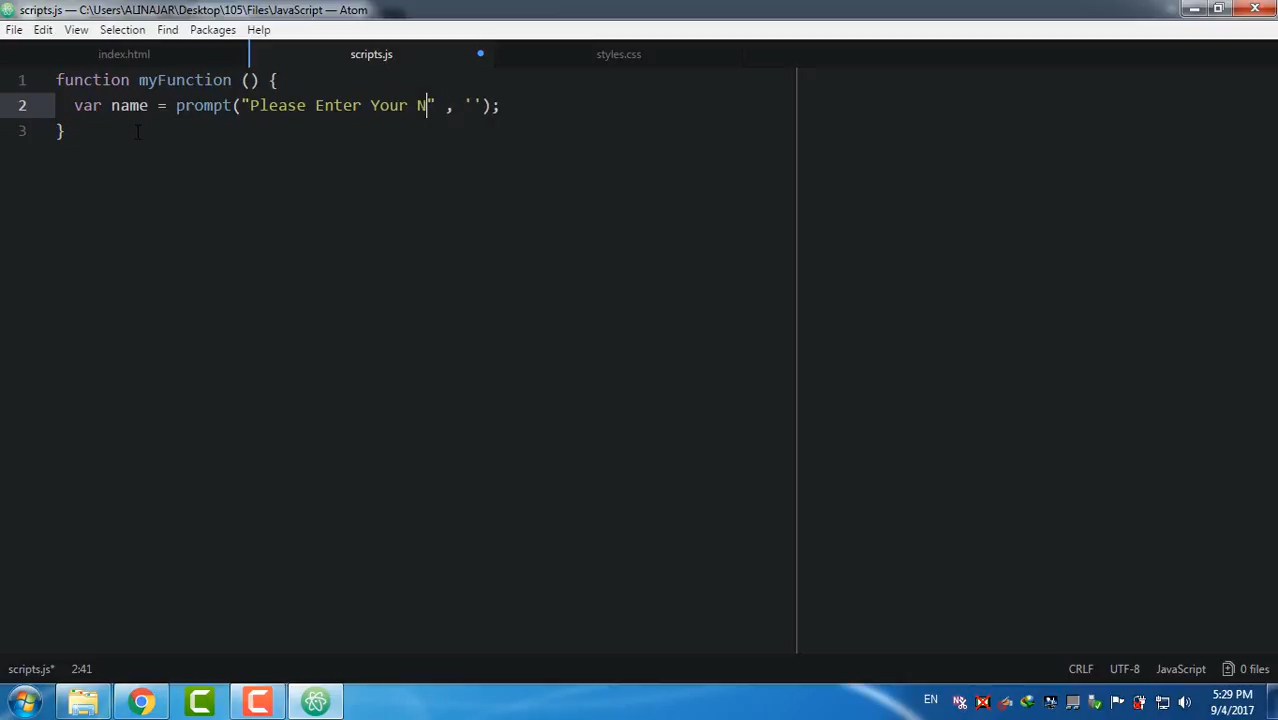 scripts.js — C:\Users\ALINAJAR\Desktop\105\Files\JavaScript — Atom
File Edit View Selection Find Packages Help
index.html scripts.js styles.css
1 function myFunction () {
2 var name = prompt("Please Enter Your N" , '');
3 }
scripts.js* 2:41 CRLF UTF-8 JavaScript 0 files
EN 5:29 PM
9/4/2017